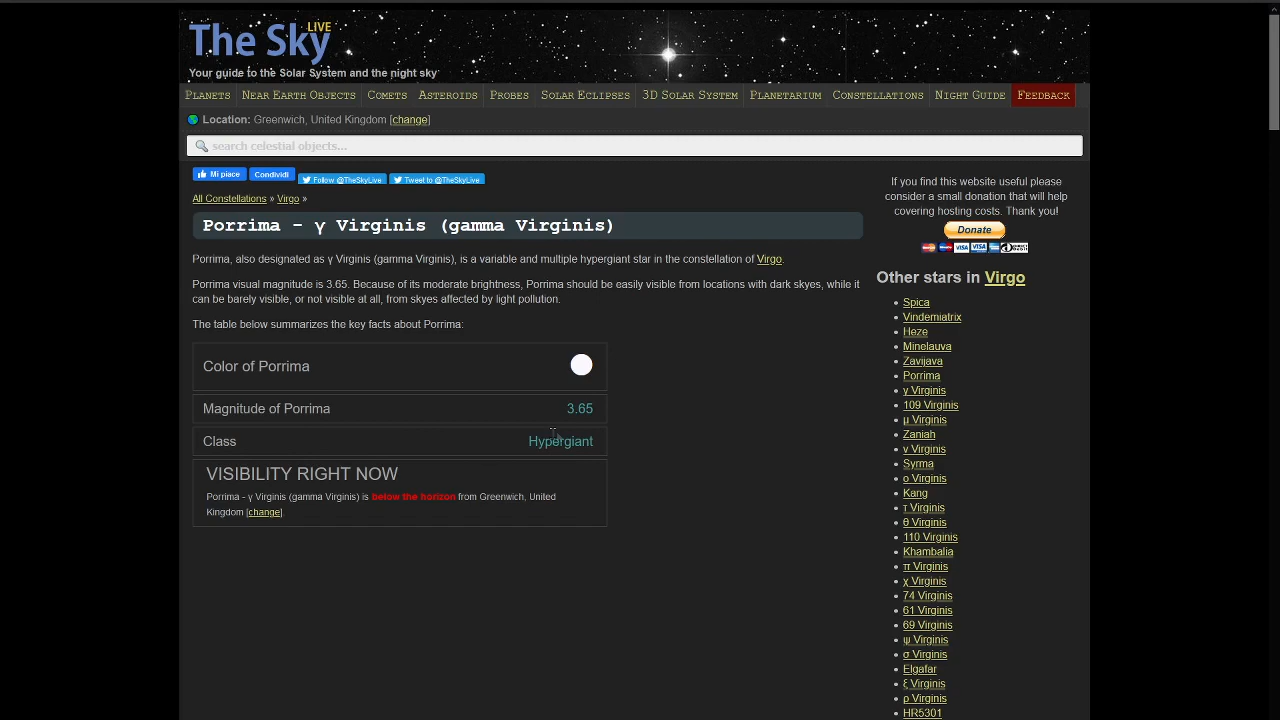 The Sky LIVE
Your guide to the Solar System and the night sky
PLANETS NEAR EARTH OBJECTS COMETS ASTEROIDS PROBES SOLAR ECLIPSES 3D SOLAR SYSTEM PLANETARIUM CONSTELLATIONS NIGHT GUIDE FEEDBACK
Location: Greenwich, United Kingdom [change]
search celestial objects...
Mi piace Condividi Follow @TheSkyLive Tweet to @TheSkyLive
All Constellations » Virgo »
Porrima - γ Virginis (gamma Virginis)
Porrima, also designated as γ Virginis (gamma Virginis), is a variable and multiple hypergiant star in the constellation of Virgo.
Porrima visual magnitude is 3.65. Because of its moderate brightness, Porrima should be easily visible from locations with dark skyes, while it
can be barely visible, or not visible at all, from skyes affected by light pollution.
The table below summarizes the key facts about Porrima:
Color of Porrima
Magnitude of Porrima 3.65
Class Hypergiant
VISIBILITY RIGHT NOW
Porrima - γ Virginis (gamma Virginis) is below the horizon from Greenwich, United
Kingdom [change].
If you find this website useful please
consider a small donation that will help
covering hosting costs. Thank you!
Donate
VISA VISA
Other stars in Virgo
Spica
Vindemiatrix
Heze
Minelauva
Zavijava
Porrima
γ Virginis
109 Virginis
μ Virginis
Zaniah
ν Virginis
Syrma
ο Virginis
Kang
τ Virginis
θ Virginis
110 Virginis
Khambalia
π Virginis
χ Virginis
74 Virginis
61 Virginis
69 Virginis
ψ Virginis
σ Virginis
Elgafar
ξ Virginis
ρ Virginis
HR5301